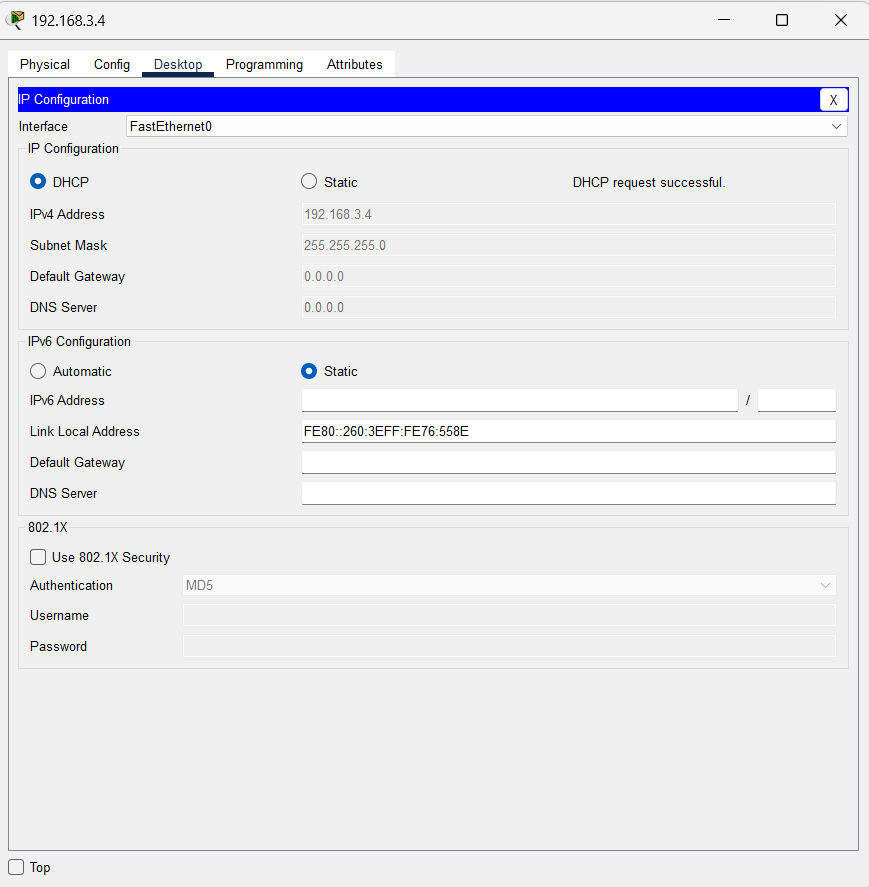 192.168.3.4
Physical Config Desktop Programming Attributes
IP Configuration X
Interface FastEthernet0
IP Configuration
DHCP Static DHCP request successful.
IPv4 Address 192.168.3.4
Subnet Mask 255.255.255.0
Default Gateway 0.0.0.0
DNS Server 0.0.0.0
IPv6 Configuration
Automatic Static
IPv6 Address /
Link Local Address FE80::260:3EFF:FE76:558E
Default Gateway
DNS Server
802.1X
Use 802.1X Security
Authentication MD5
Username
Password
Top